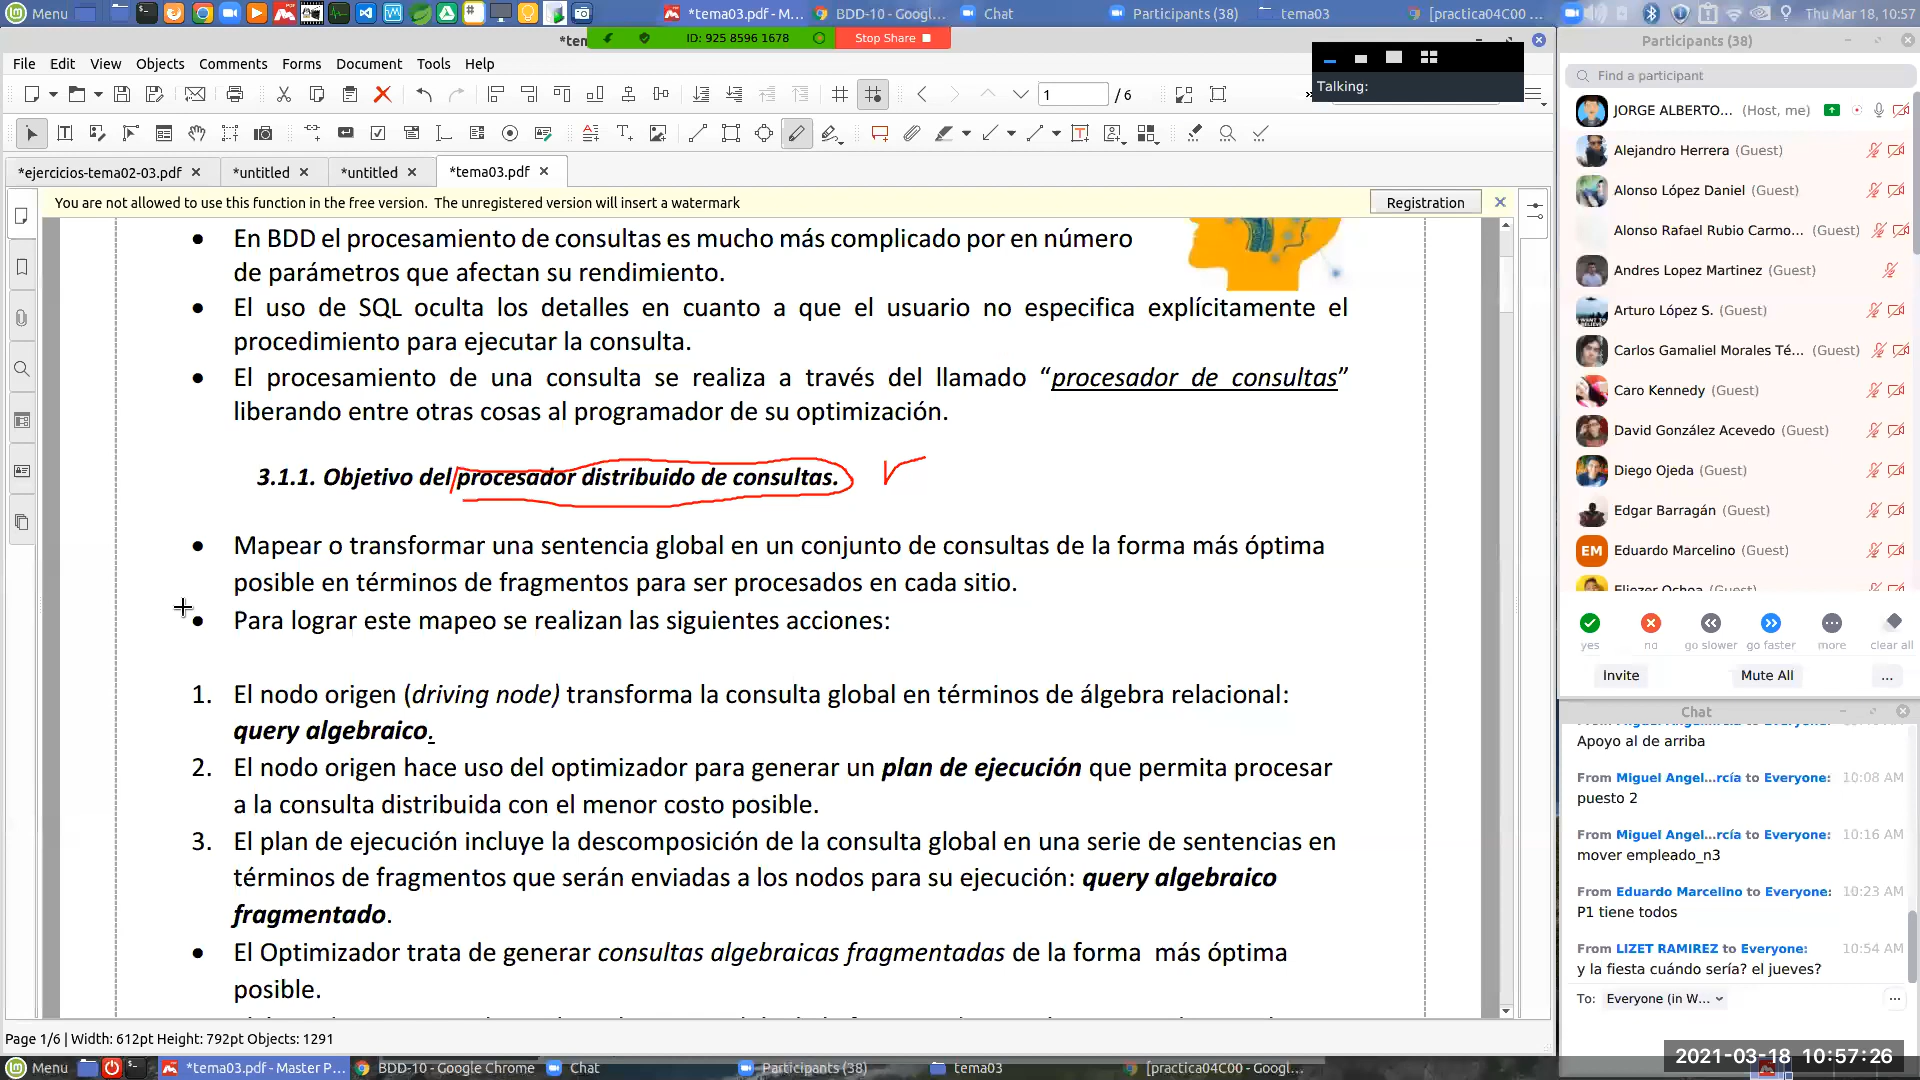 Menu
*tema03.pdf - M...
BDD-10 - Google...
Chat
Participants (38)
tema03
[practica04C00 ...
Thu Mar 18, 10:57
ID: 925 8596 1678
Stop Share
File Edit View Objects Comments Forms Document Tools Help
Talking:
1 / 6
*ejercicios-tema02-03.pdf
*untitled
*untitled
*tema03.pdf
You are not allowed to use this function in the free version. The unregistered version will insert a watermark
Registration
En BDD el procesamiento de consultas es mucho más complicado por en número
de parámetros que afectan su rendimiento.
El uso de SQL oculta los detalles en cuanto a que el usuario no especifica explícitamente el
procedimiento para ejecutar la consulta.
El procesamiento de una consulta se realiza a través del llamado “procesador de consultas”
liberando entre otras cosas al programador de su optimización.
3.1.1. Objetivo del procesador distribuido de consultas.
Mapear o transformar una sentencia global en un conjunto de consultas de la forma más óptima
posible en términos de fragmentos para ser procesados en cada sitio.
Para lograr este mapeo se realizan las siguientes acciones:
1. El nodo origen (driving node) transforma la consulta global en términos de álgebra relacional:
query algebraico.
2. El nodo origen hace uso del optimizador para generar un plan de ejecución que permita procesar
a la consulta distribuida con el menor costo posible.
3. El plan de ejecución incluye la descomposición de la consulta global en una serie de sentencias en
términos de fragmentos que serán enviadas a los nodos para su ejecución: query algebraico
fragmentado.
El Optimizador trata de generar consultas algebraicas fragmentadas de la forma más óptima
posible.
Page 1/6 | Width: 612pt Height: 792pt Objects: 1291
Participants (38)
Find a participant
JORGE ALBERTO... (Host, me)
Alejandro Herrera (Guest)
Alonso López Daniel (Guest)
Alonso Rafael Rubio Carmo... (Guest)
Andres Lopez Martinez (Guest)
Arturo López S. (Guest)
Carlos Gamaliel Morales Té... (Guest)
Caro Kennedy (Guest)
David González Acevedo (Guest)
Diego Ojeda (Guest)
Edgar Barragán (Guest)
EM Eduardo Marcelino (Guest)
Eliezer Ochoa (Guest)
yes no go slower go faster more clear all
Invite Mute All ...
Chat
Apoyo al de arriba
From Miguel Angel...rcía to Everyone: 10:08 AM
puesto 2
From Miguel Angel...rcía to Everyone: 10:16 AM
mover empleado_n3
From Eduardo Marcelino to Everyone: 10:23 AM
P1 tiene todos
From LIZET RAMIREZ to Everyone: 10:54 AM
y la fiesta cuándo sería? el jueves?
To: Everyone (in W...
2021-03-18 10:57:26
Menu
*tema03.pdf - Master P...
BDD-10 - Google Chrome
Chat
Participants (38)
tema03
[practica04C00 - Googl...